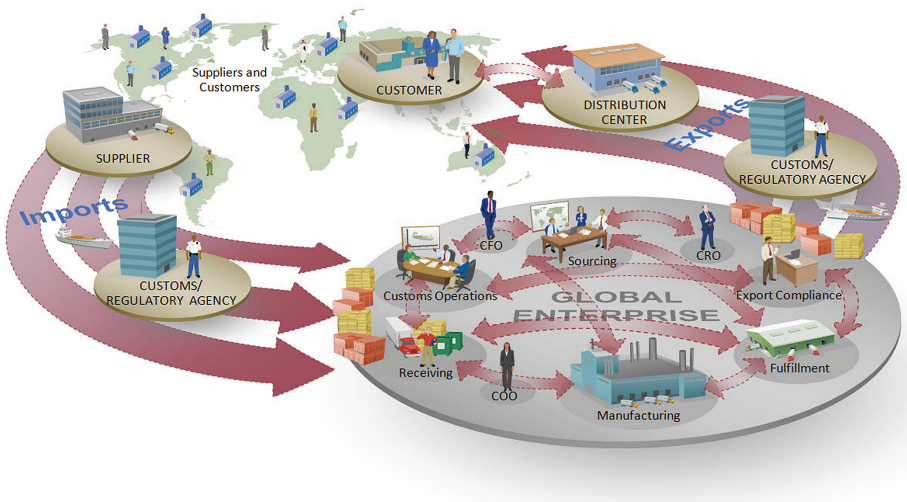 Suppliers and
Customers
CUSTOMER
DISTRIBUTION
CENTER
Exports
SUPPLIER
CUSTOMS/
REGULATORY AGENCY
Imports
CUSTOMS/
REGULATORY AGENCY
CFO
Sourcing
CRO
Customs Operations
GLOBAL
ENTERPRISE
Export Compliance
Receiving
COO
Manufacturing
Fulfillment